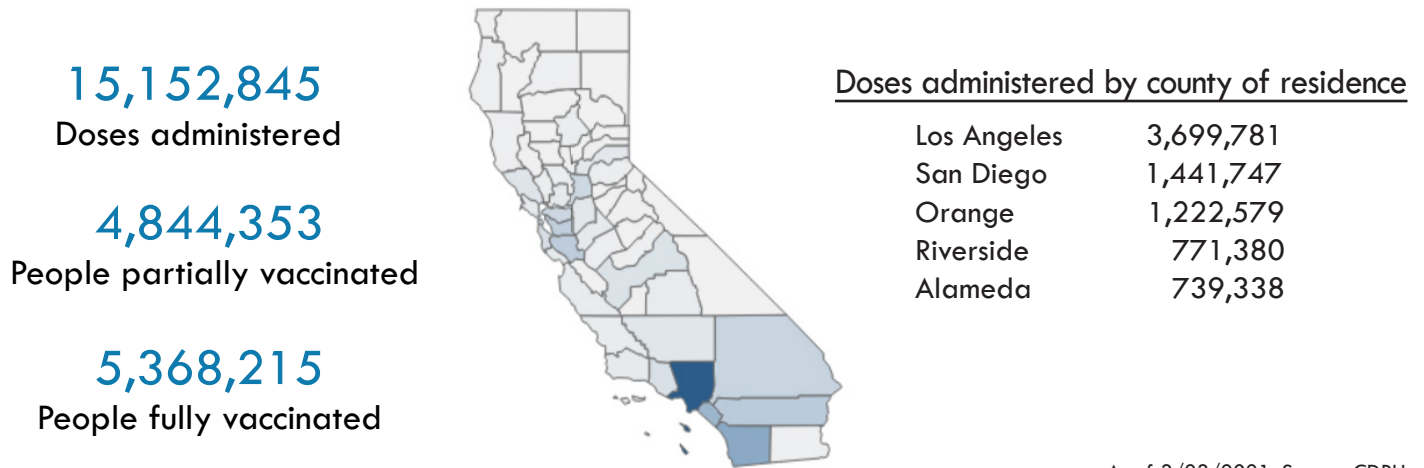 15,152,845
Doses administered
4,844,353
People partially vaccinated
5,368,215
People fully vaccinated
Doses administered by county of residence
Los Angeles 3,699,781
San Diego 1,441,747
Orange 1,222,579
Riverside 771,380
Alameda 739,338